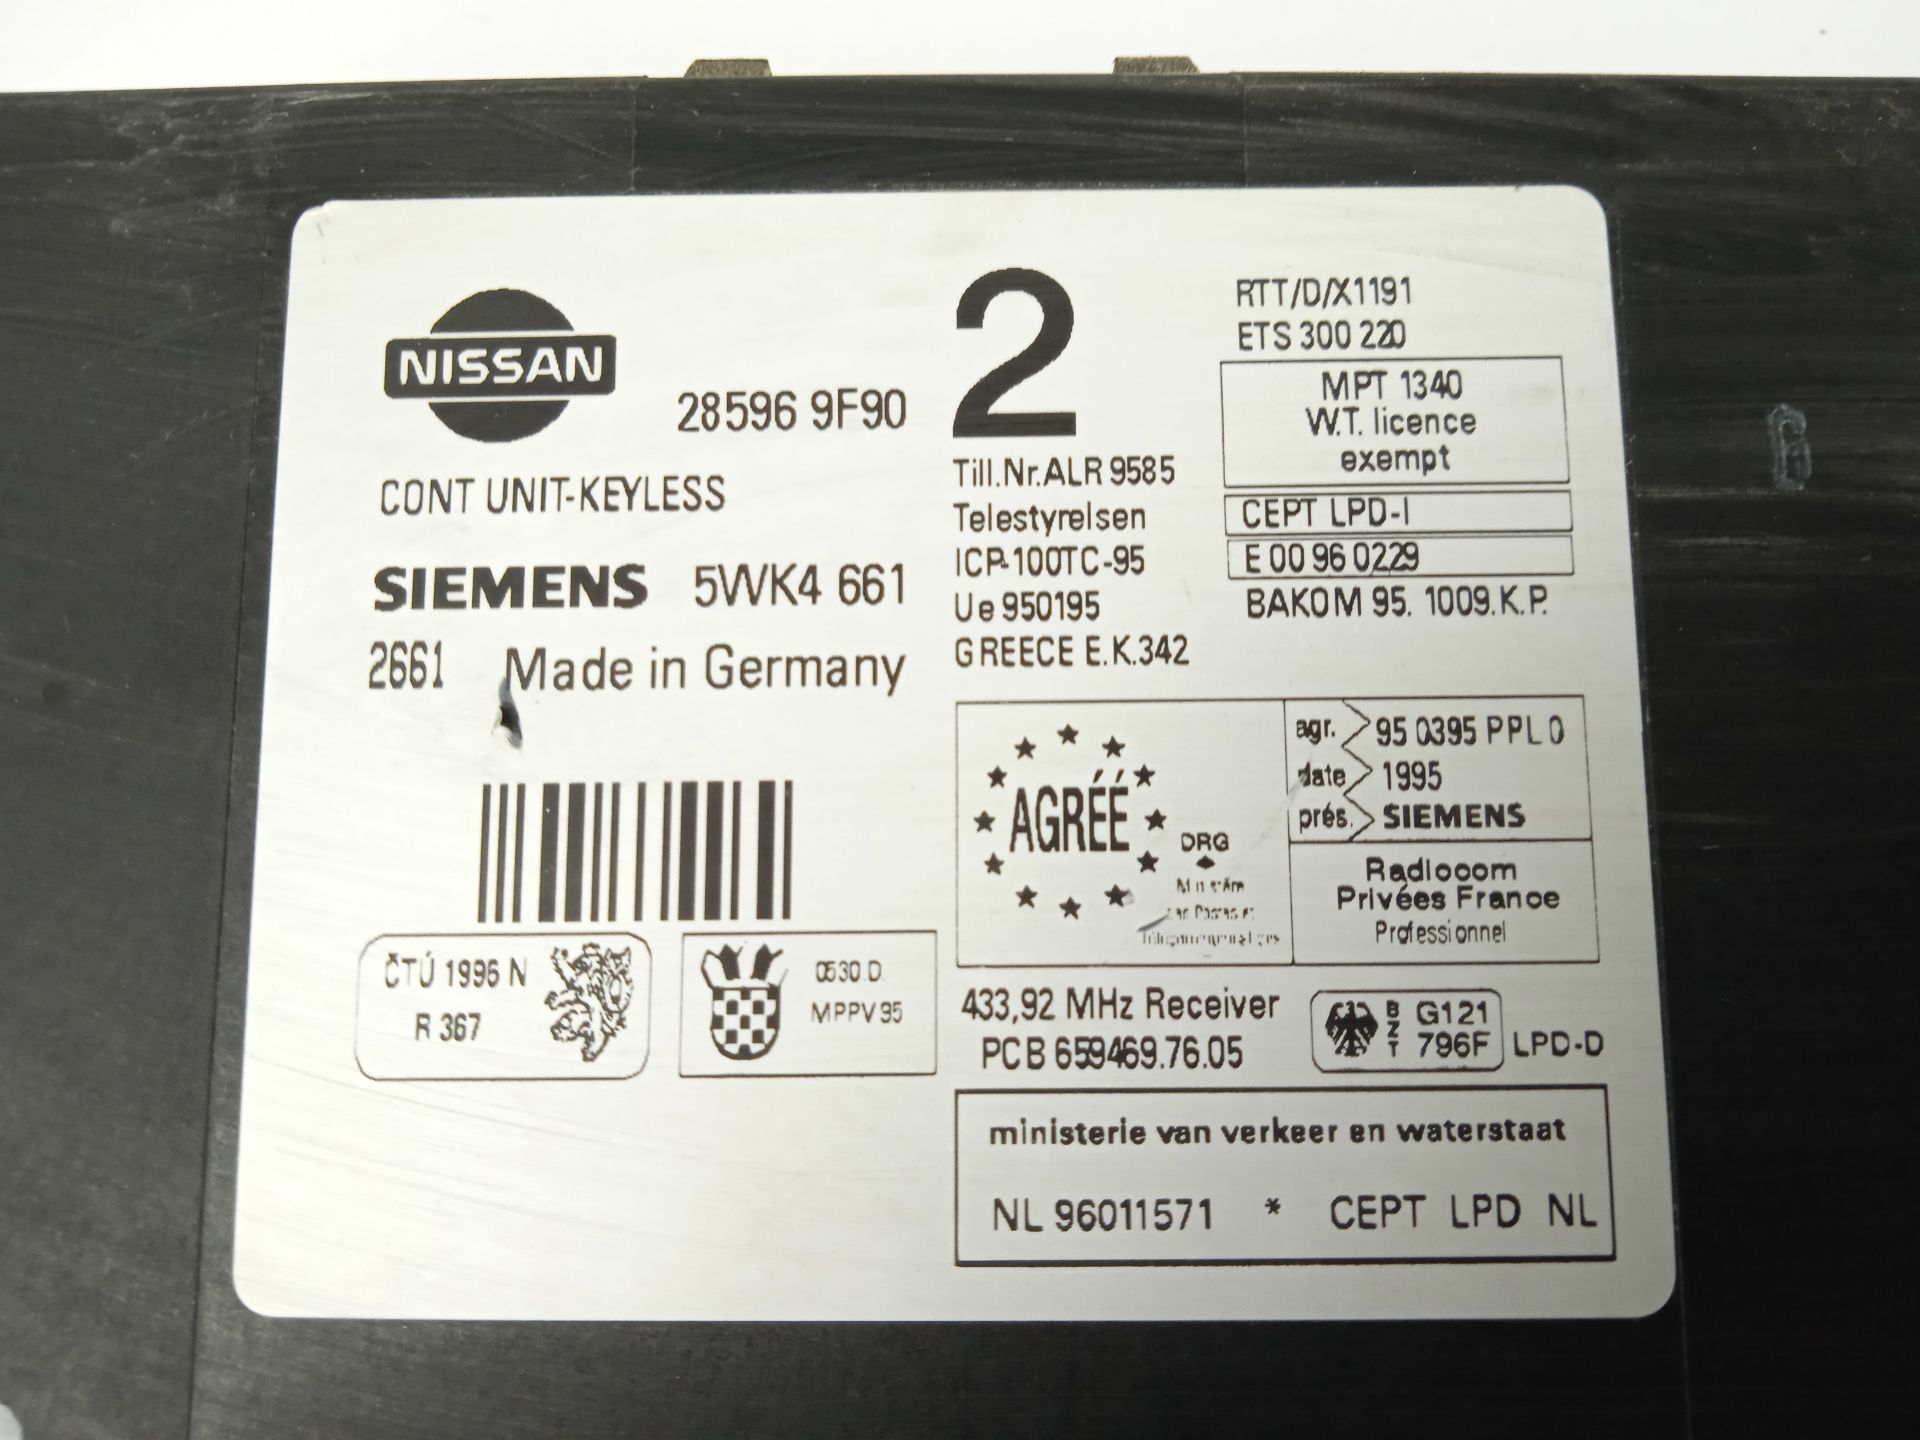 NISSAN
28596 9F90
CONT UNIT-KEYLESS
SIEMENS 5WK4 661
2661 Made in Germany
ČTÚ 1996 N
R 367
0530 D
MPPV 95
2
Till.Nr.ALR 9585
Telestyrelsen
ICP-100TC-95
Ue 950195
GREECE E.K.342
RTT/D/X1191
ETS 300 220
MPT 1340
W.T. licence
exempt
CEPT LPD-I
E 00 96 0229
BAKOM 95. 1009.K.P.
AGRÉÉ
DRG
agr. 95 0395 PPL 0
date 1995
prés. SIEMENS
Radiocom
Privées France
Professionnel
433,92 MHz Receiver
PCB 659469.76.05
BZT
G121
796F
LPD-D
ministerie van verkeer en waterstaat
NL 96011571 * CEPT LPD NL